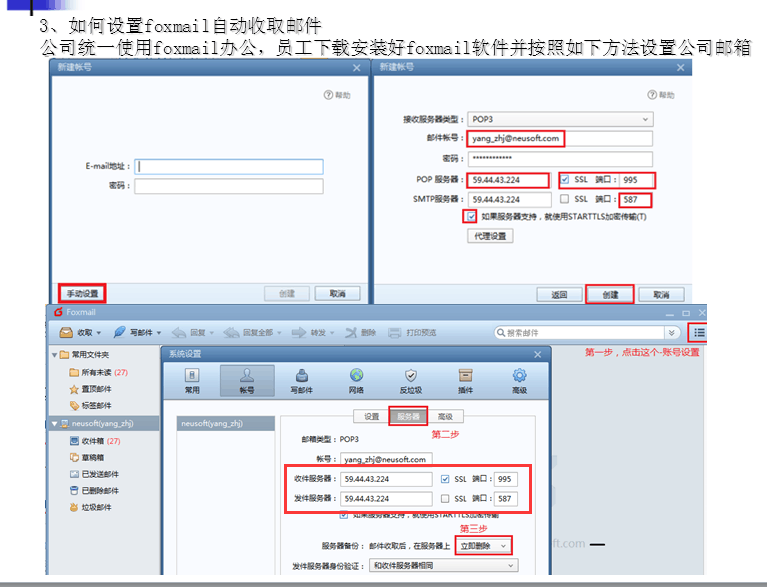 3、如何设置foxmail自动收取邮件
公司统一使用foxmail办公，员工下载安装好foxmail软件并按照如下方法设置公司邮箱
新建帐号
帮助
E-mail地址：
密码：
手动设置
创建
取消
新建帐号
帮助
接收服务器类型： POP3
邮件帐号： yang_zhj@neusoft.com
密码： ************
POP 服务器： 59.44.43.224 SSL 端口： 995
SMTP服务器： 59.44.43.224 SSL 端口： 587
如果服务器支持，就使用STARTTLS加密传输(T)
代理设置
返回
创建
取消
Foxmail
收取 写邮件 回复 回复全部 转发 删除 打印预览 搜索邮件
第一步，点击这个-账号设置
常用文件夹
所有未读 (27)
置顶邮件
标签邮件
neusoft(yang_zhj)
收件箱 (27)
草稿箱
已发送邮件
已删除邮件
垃圾邮件
系统设置
常用 帐号 写邮件 网络 反垃圾 插件 高级
neusoft(yang_zhj)
设置 服务器 高级
第二步
邮箱类型： POP3
帐号： yang_zhj@neusoft.com
收件服务器： 59.44.43.224 SSL 端口： 995
发件服务器： 59.44.43.224 SSL 端口： 587
如果服务器支持，就使用STARTTLS加密传输
第三步
服务器备份： 邮件收取后，在服务器上 立即删除
发件服务器身份验证： 和收件服务器相同
ft.com